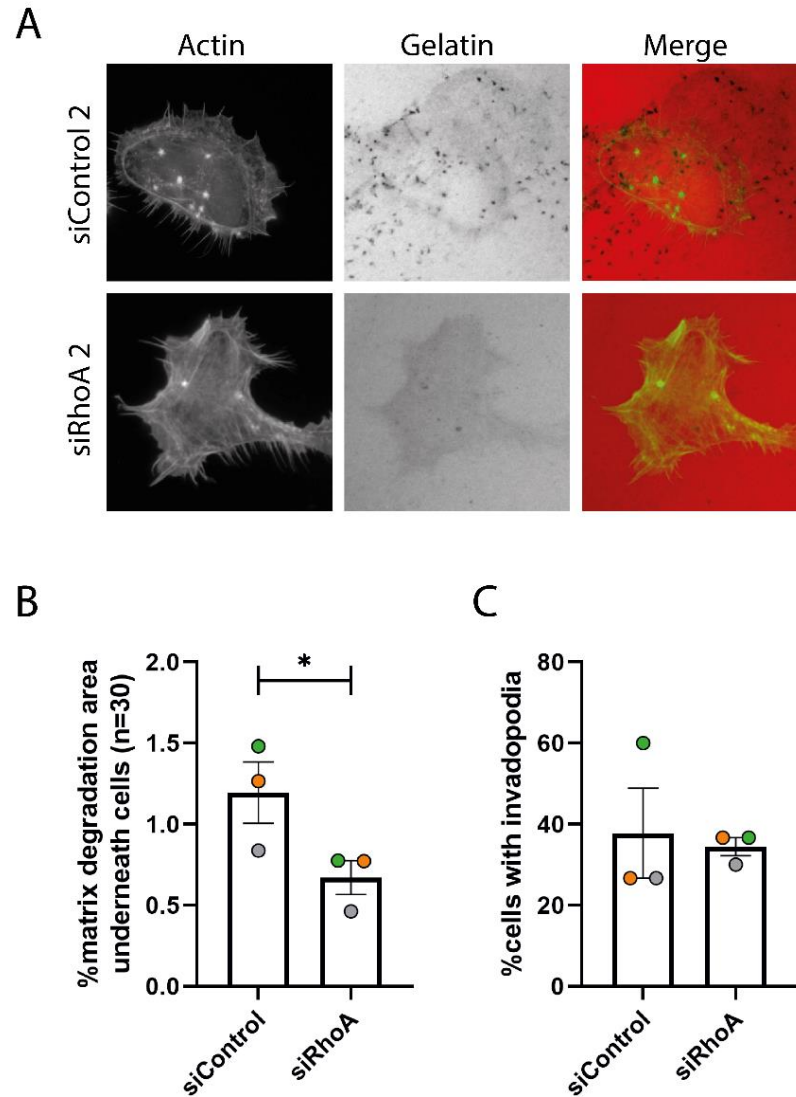 A
Actin Gelatin Merge
siControl 2
siRhoA 2
B
%matrix degradation area
underneath cells (n=30)
2.0
1.5
1.0
0.5
0.0
*
siControl
siRhoA
C
%cells with invadopodia
80
60
40
20
0
siControl
siRhoA